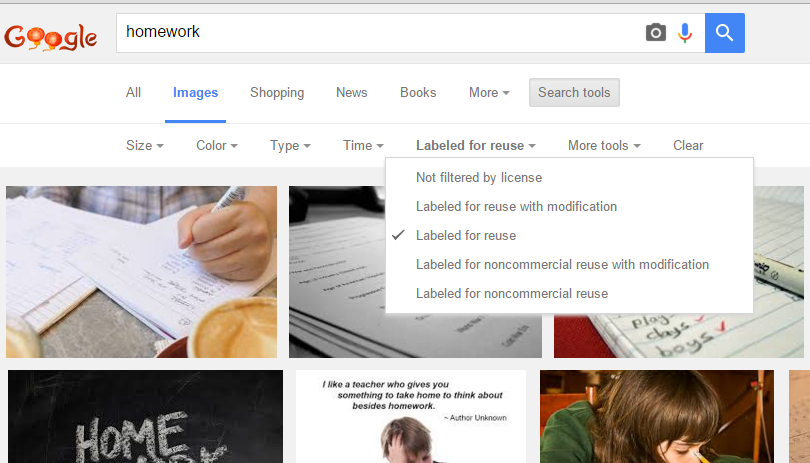 Google
homework
All Images Shopping News Books More Search tools
Size Color Type Time Labeled for reuse More tools Clear
Not filtered by license
Labeled for reuse with modification
Labeled for reuse
Labeled for noncommercial reuse with modification
Labeled for noncommercial reuse
plays
clays
boys
HOME
WORK
I like a teacher who gives you
something to take home to think about
besides homework.
~ Author Unknown